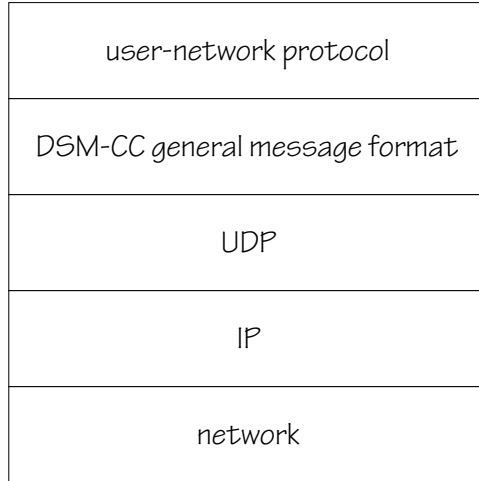 user-network protocol
DSM-CC general message format
UDP
IP
network